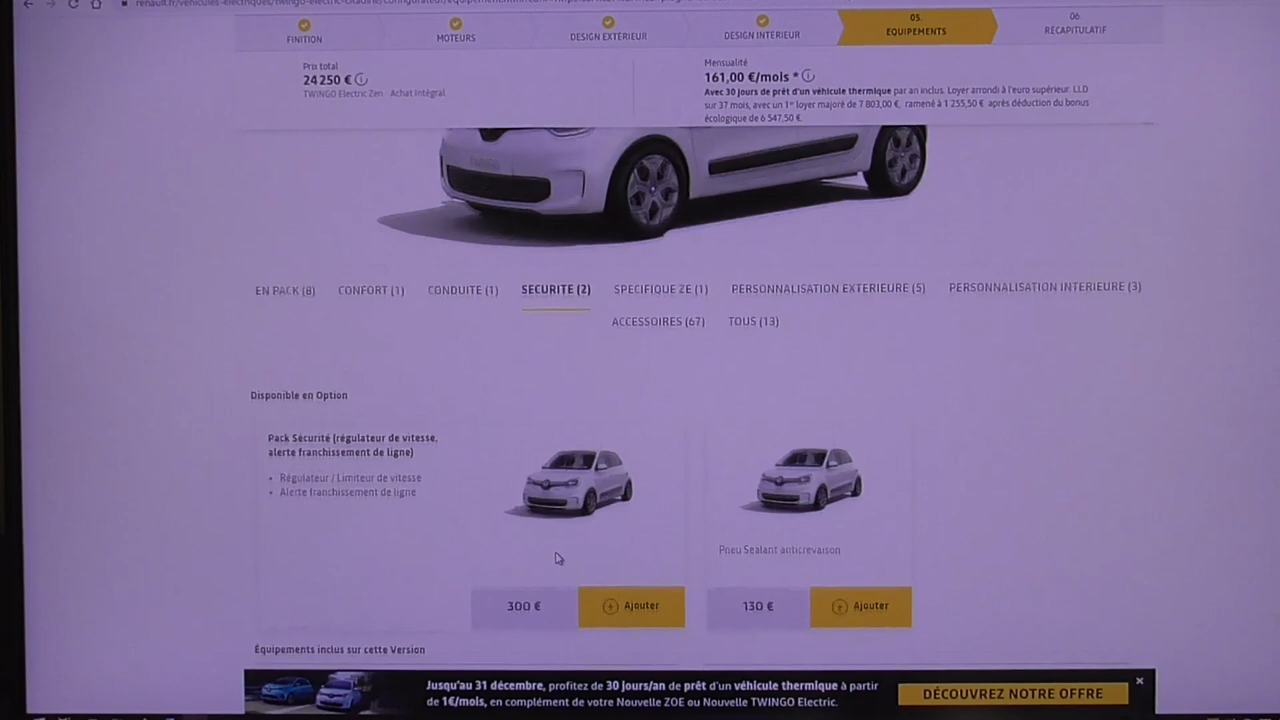 FINITION
MOTEURS
DESIGN EXTÉRIEUR
DESIGN INTÉRIEUR
05.
EQUIPEMENTS
06.
RÉCAPITULATIF
Prix total
24 250 €
TWINGO Electric Zen - Achat Intégral
Mensualité
161,00 €/mois *
Avec 30 jours de prêt d'un véhicule thermique par an inclus. Loyer arrondi à l'euro supérieur. LLD
sur 37 mois, avec un 1er loyer majoré de 7 803,00 €, ramené à 1 255,50 € après déduction du bonus
écologique de 6 547,50 €.
EN PACK (8)
CONFORT (1)
CONDUITE (1)
SECURITE (2)
SPECIFIQUE ZE (1)
PERSONNALISATION EXTERIEURE (5)
PERSONNALISATION INTERIEURE (3)
ACCESSOIRES (67)
TOUS (13)
Disponible en Option
Pack Sécurité (régulateur de vitesse,
alerte franchissement de ligne)
• Régulateur / Limiteur de vitesse
• Alerte franchissement de ligne
300 €
Ajouter
Pneu Sealant anticrevaison
130 €
Ajouter
Équipements inclus sur cette Version
Jusqu'au 31 décembre, profitez de 30 jours/an de prêt d'un véhicule thermique à partir
de 1€/mois, en complément de votre Nouvelle ZOE ou Nouvelle TWINGO Electric.
DÉCOUVREZ NOTRE OFFRE